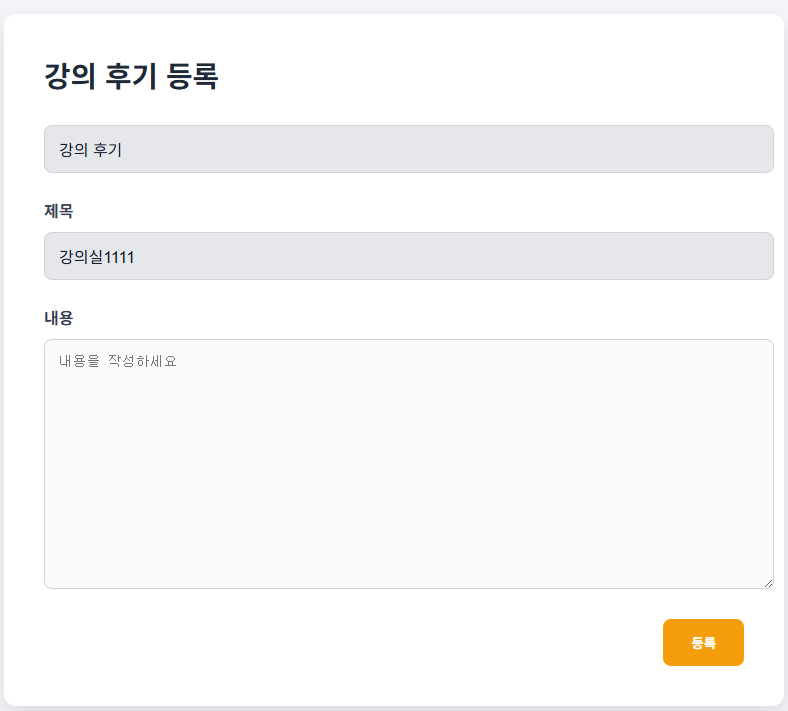 강의 후기 등록
강의 후기
제목
강의실1111
내용
내용을 작성하세요
등록